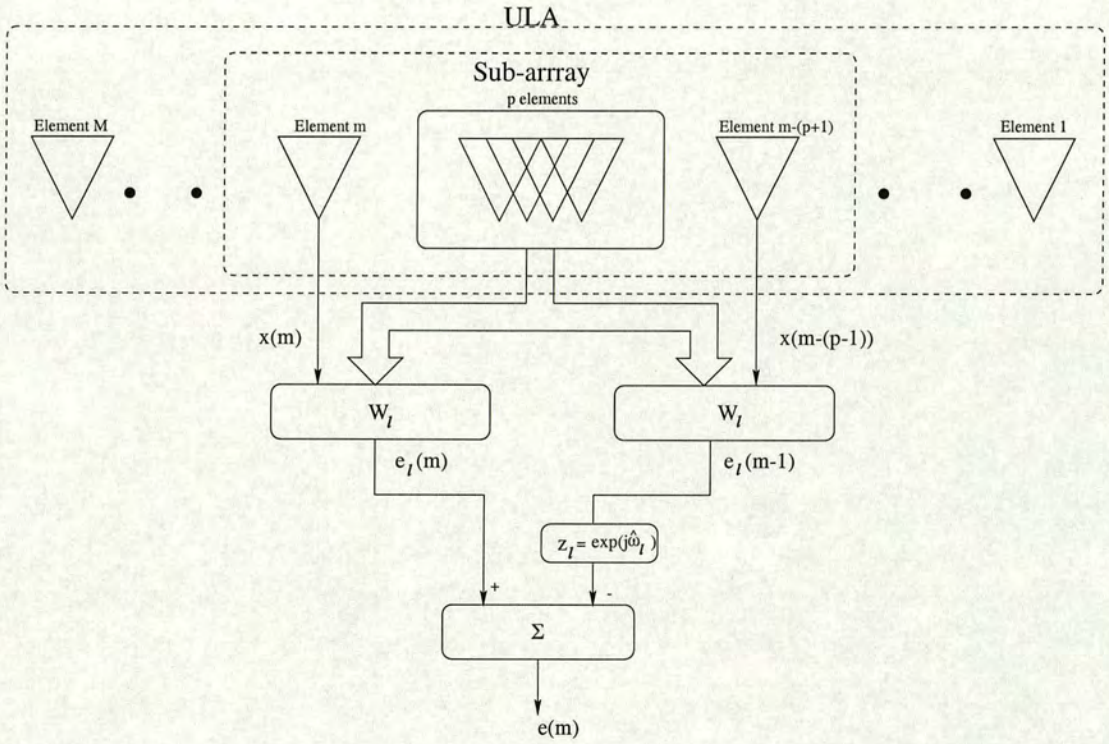 ULA
Sub-arrray
p elements
Element M
Element m
Element m-(p+1)
Element 1
x(m)
x(m-(p-1))
W_l
W_l
e_l(m)
e_l(m-1)
z_l = exp(jω̂_l)
+
-
Σ
e(m)